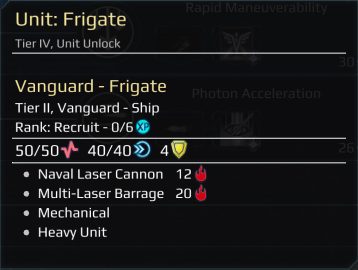 Rapid Maneuverability
Unit: Frigate
Tier IV, Unit Unlock
Vanguard - Frigate
Photon Acceleration
Tier II, Vanguard - Ship
Rank: Recruit - 0/6 XP
50/50 40/40 4
Naval Laser Cannon 12
Multi-Laser Barrage 20
Mechanical
Heavy Unit